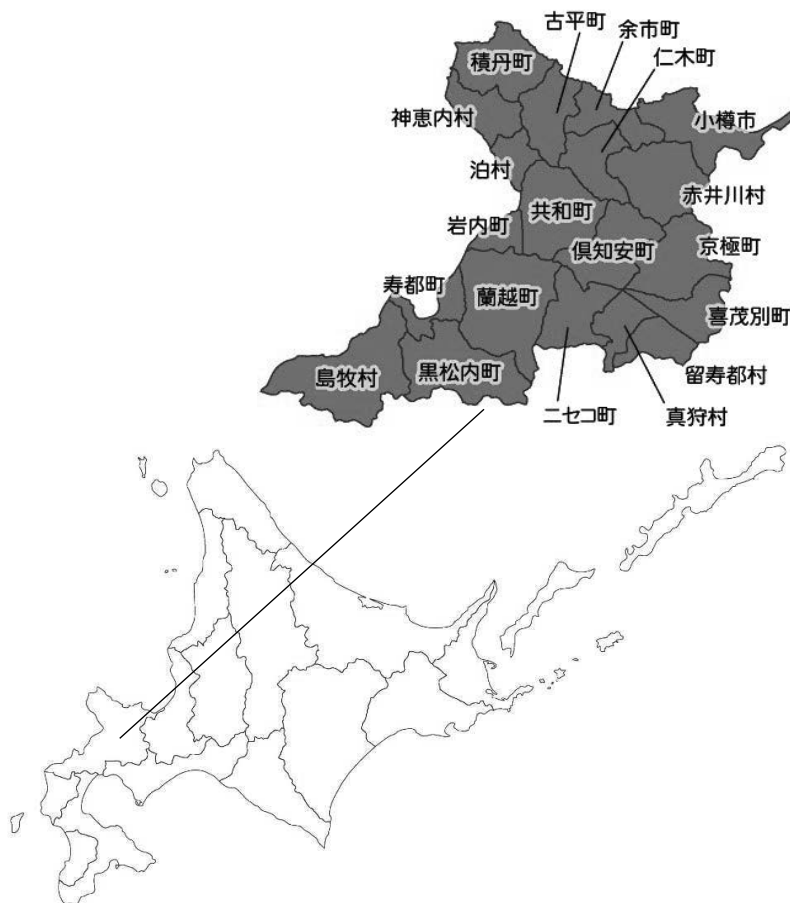 古平町
余市町
仁木町
積丹町
小樽市
神恵内村
泊村
赤井川村
共和町
岩内町
倶知安町
京極町
寿都町
蘭越町
喜茂別町
島牧村
黒松内町
留寿都村
ニセコ町
真狩村